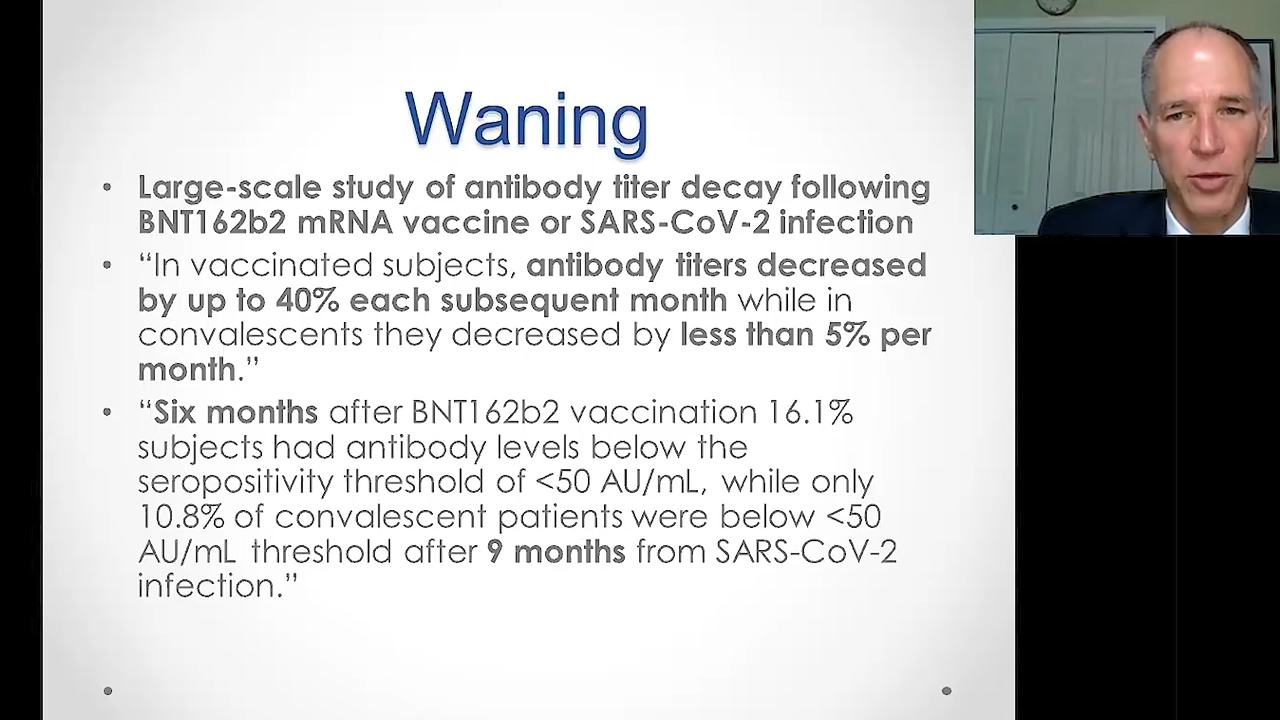 Waning
• Large-scale study of antibody titer decay following
BNT162b2 mRNA vaccine or SARS-CoV-2 infection
• “In vaccinated subjects, antibody titers decreased
by up to 40% each subsequent month while in
convalescents they decreased by less than 5% per
month.”
• “Six months after BNT162b2 vaccination 16.1%
subjects had antibody levels below the
seropositivity threshold of <50 AU/mL, while only
10.8% of convalescent patients were below <50
AU/mL threshold after 9 months from SARS-CoV-2
infection.”